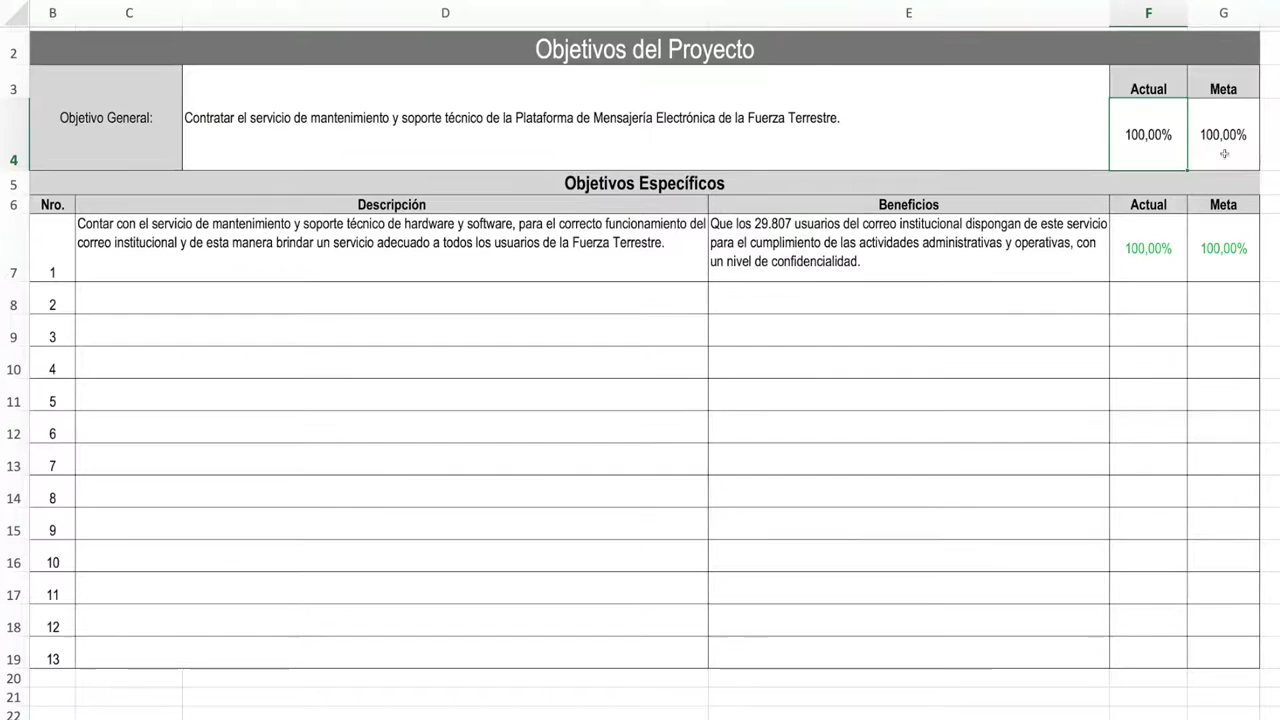 B C D E F G
2 Objetivos del Proyecto
3 Actual Meta
Objetivo General: Contratar el servicio de mantenimiento y soporte técnico de la Plataforma de Mensajería Electrónica de la Fuerza Terrestre.
4 100,00% 100,00%
5 Objetivos Específicos
6 Nro. Descripción Beneficios Actual Meta
Contar con el servicio de mantenimiento y soporte técnico de hardware y software, para el correcto funcionamiento del
correo institucional y de esta manera brindar un servicio adecuado a todos los usuarios de la Fuerza Terrestre.
Que los 29.807 usuarios del correo institucional dispongan de este servicio
para el cumplimiento de las actividades administrativas y operativas, con
un nivel de confidencialidad.
100,00% 100,00%
7 1
8 2
9 3
10 4
11 5
12 6
13 7
14 8
15 9
16 10
17 11
18 12
19 13
20
21
22